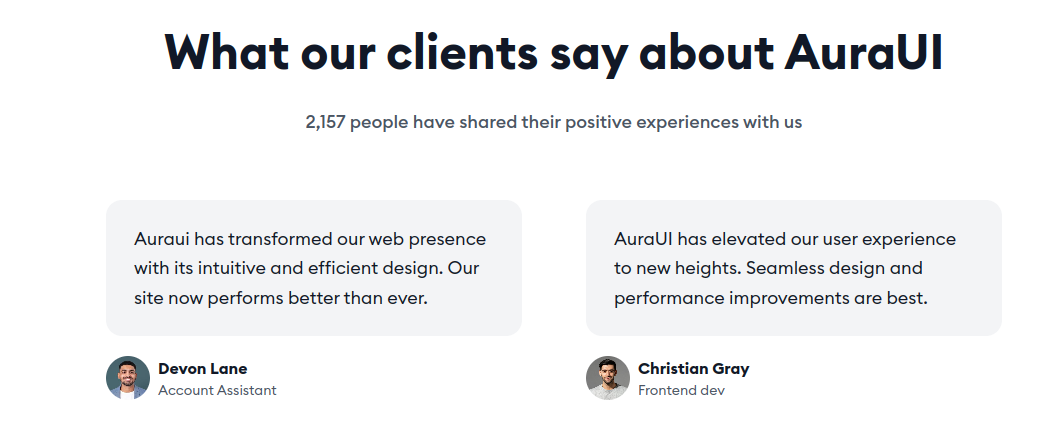 What our clients say about AuraUI
2,157 people have shared their positive experiences with us
Auraui has transformed our web presence
with its intuitive and efficient design. Our
site now performs better than ever.
Devon Lane
Account Assistant
AuraUI has elevated our user experience
to new heights. Seamless design and
performance improvements are best.
Christian Gray
Frontend dev